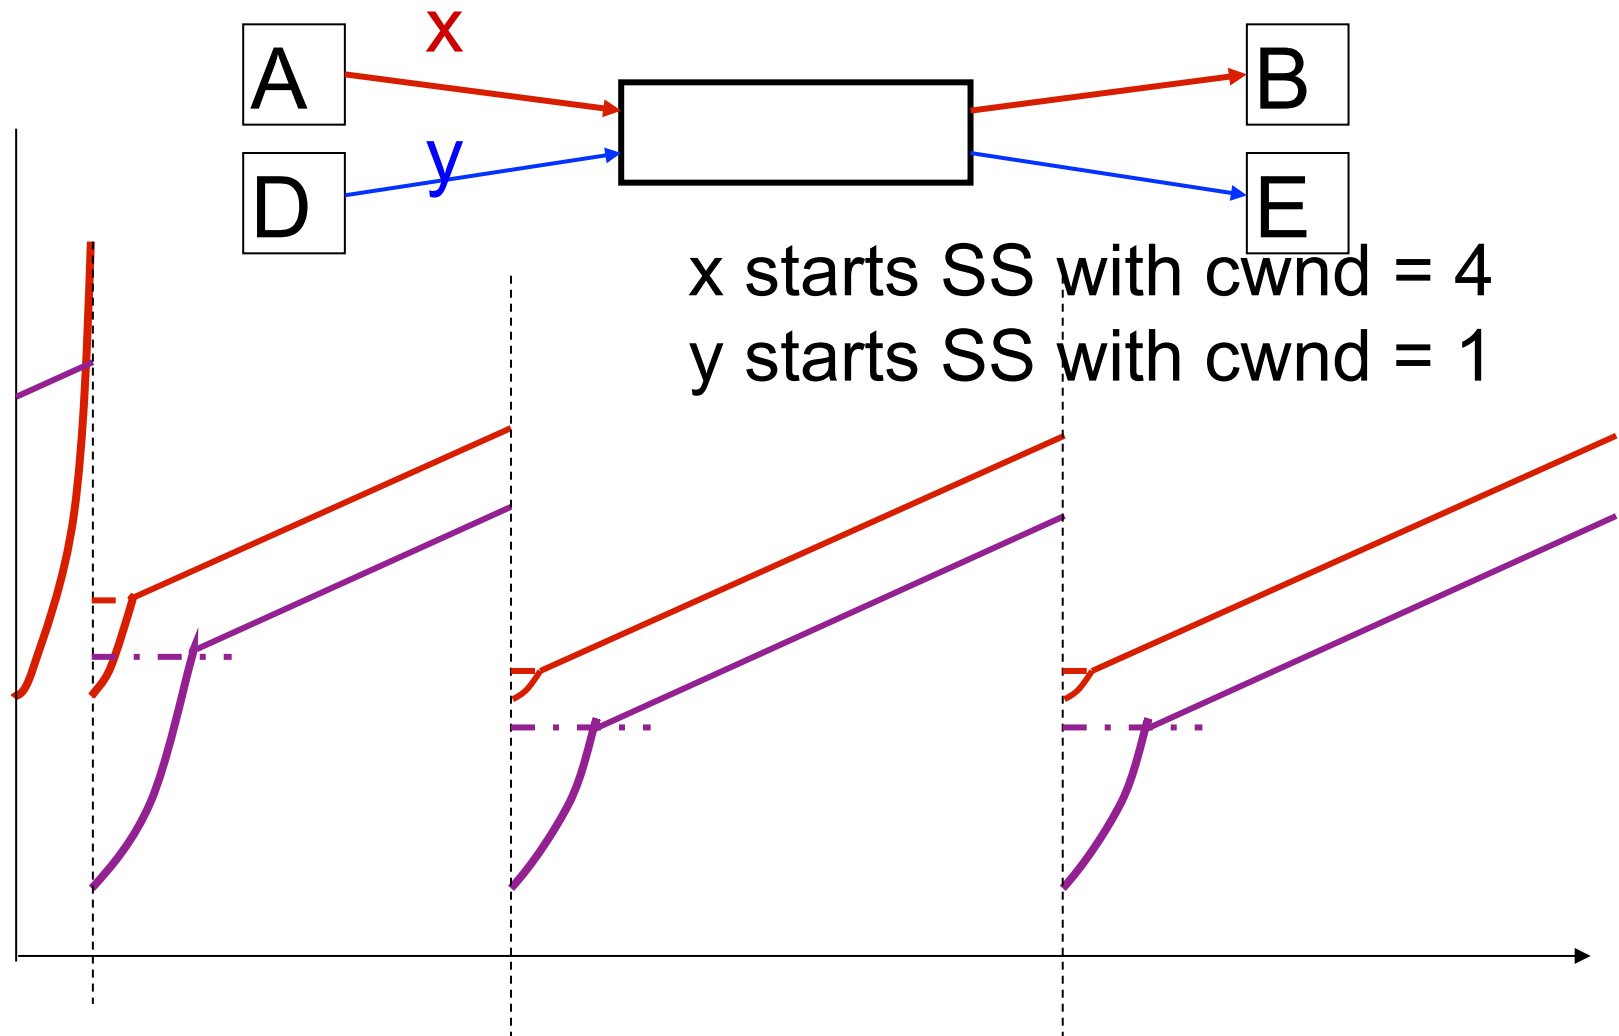 x
A
B
y
D
E
x starts SS with cwnd = 4
y starts SS with cwnd = 1